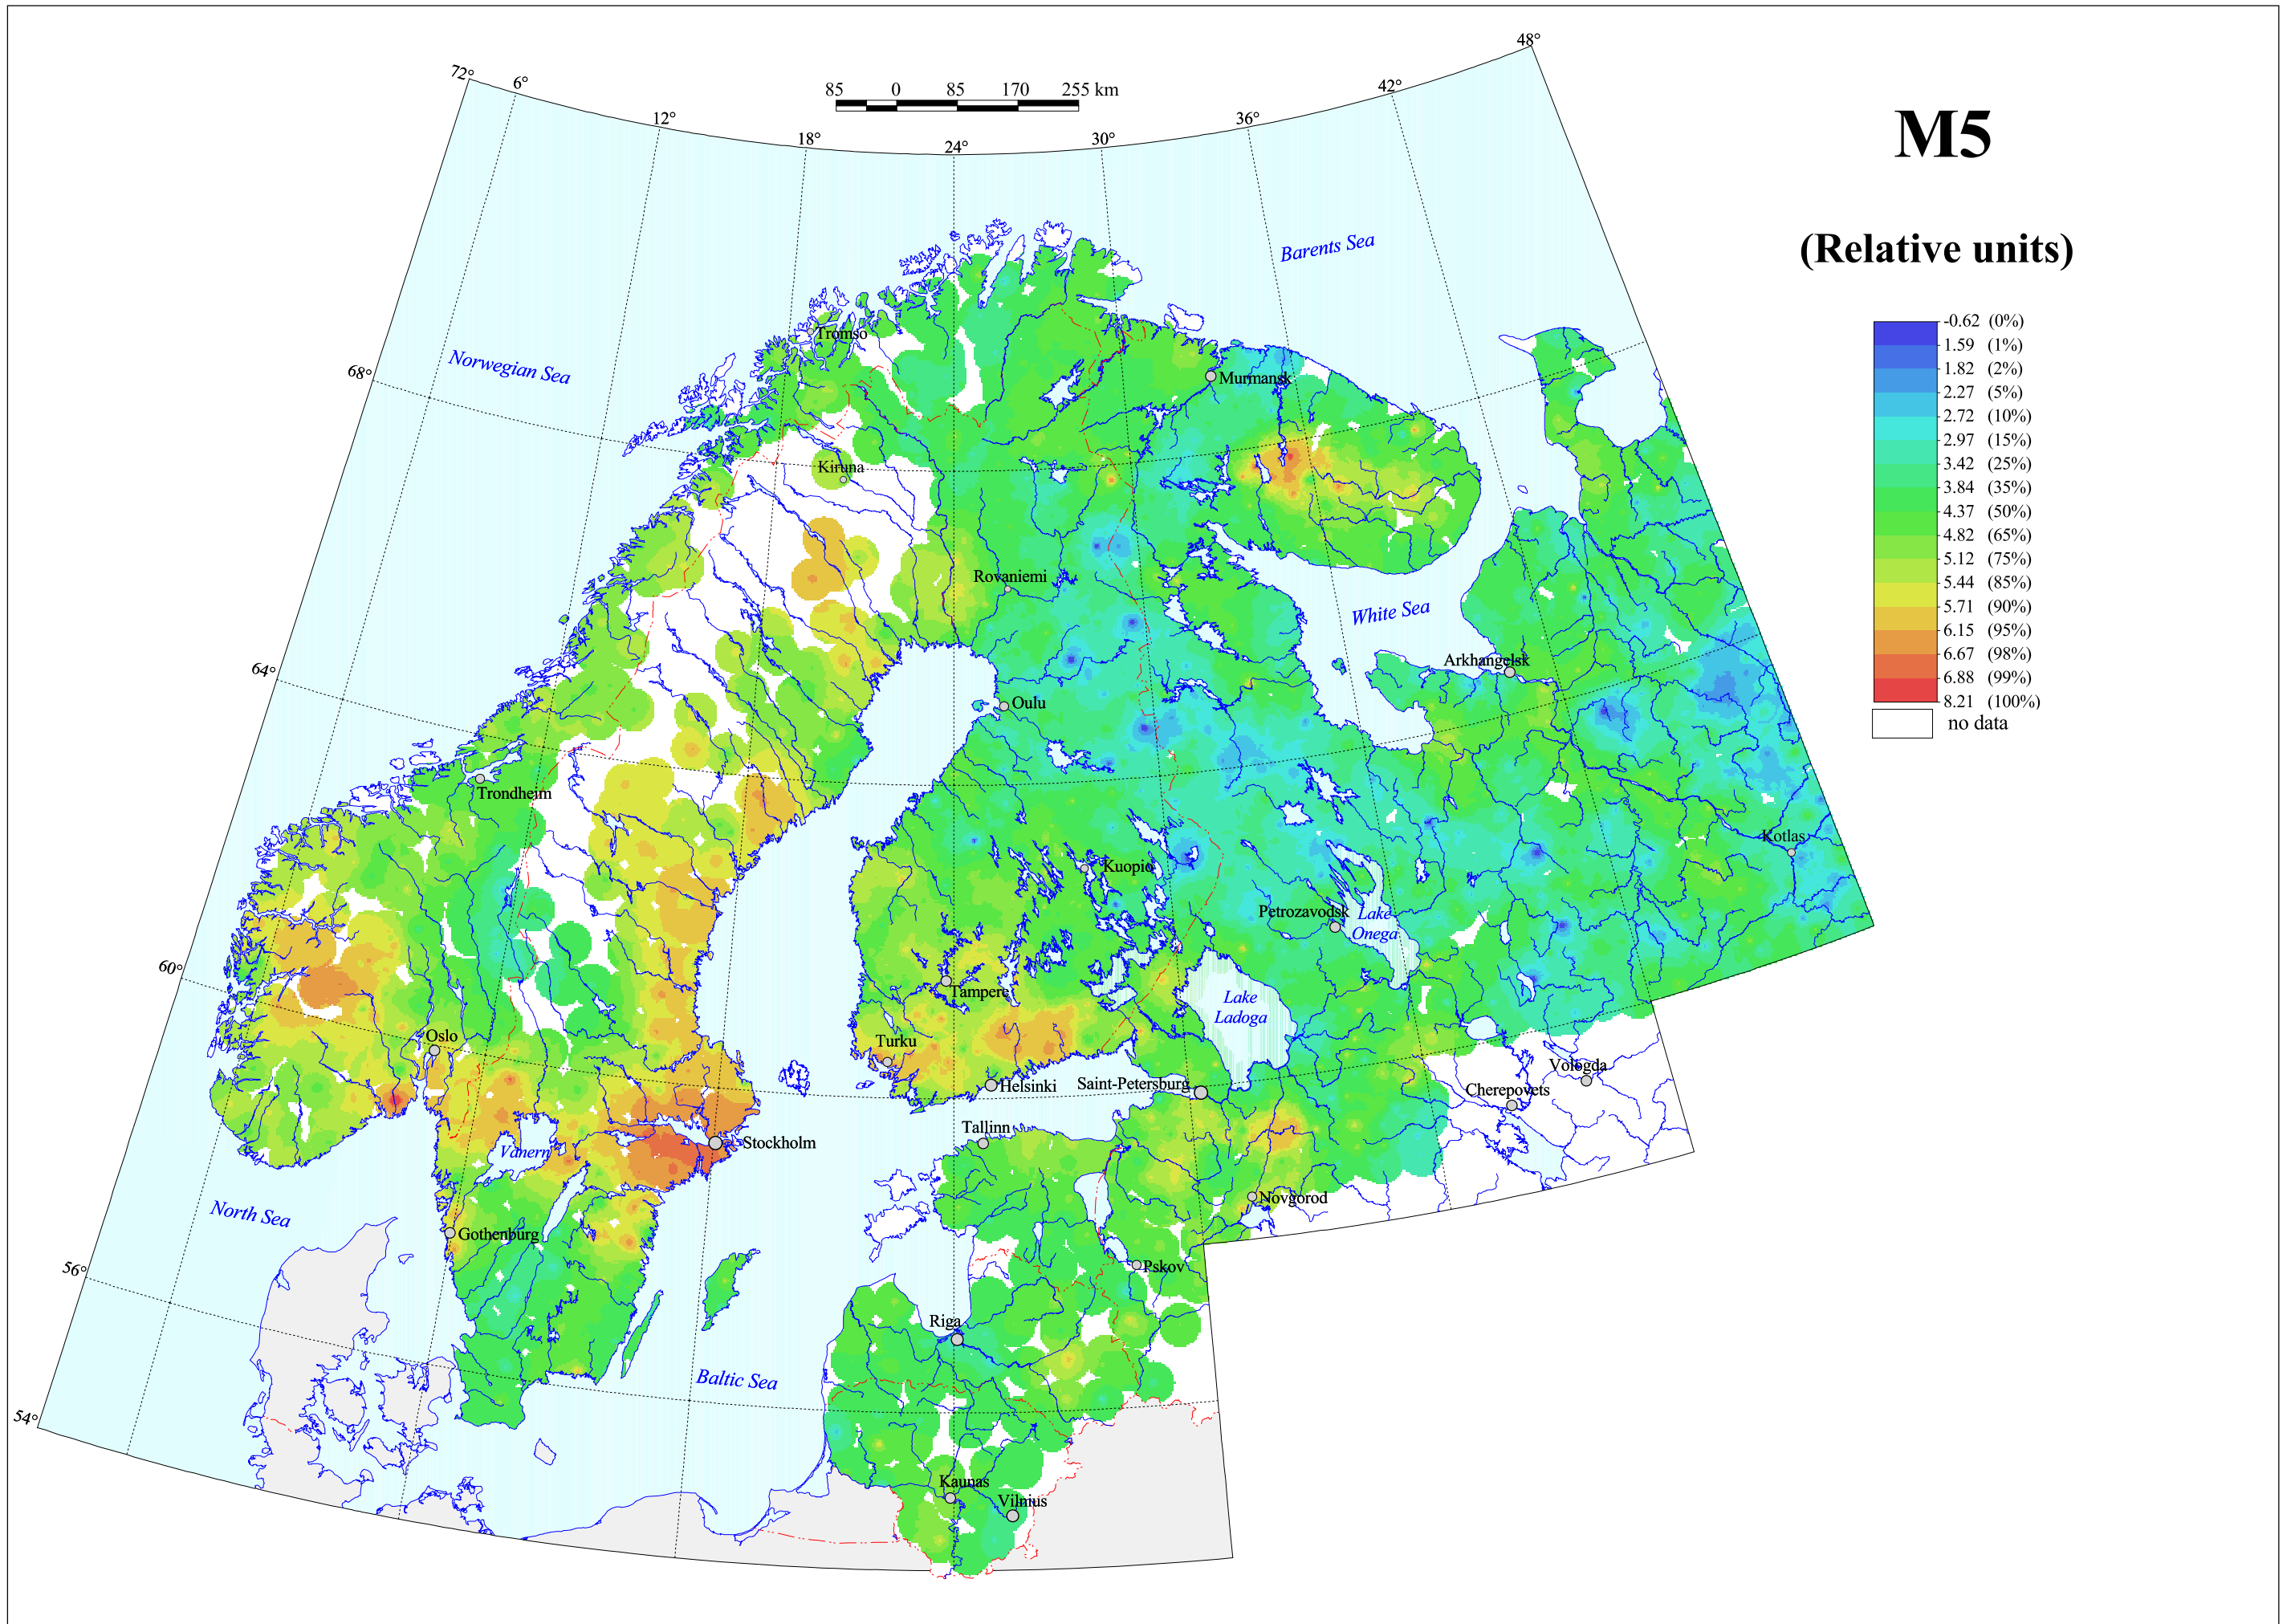 48°
72°
6°
42°
85 0 85 170 255 km
12°
36°
18°
30°
24°
M5
(Relative units)
Barents Sea
-0.62 (0%)
1.59 (1%)
1.82 (2%)
2.27 (5%)
2.72 (10%)
2.97 (15%)
3.42 (25%)
3.84 (35%)
4.37 (50%)
4.82 (65%)
5.12 (75%)
5.44 (85%)
5.71 (90%)
6.15 (95%)
6.67 (98%)
6.88 (99%)
8.21 (100%)
no data
Tromso
Norwegian Sea
68°
Murmansk
Kiruna
Rovaniemi
White Sea
64°
Arkhangelsk
Oulu
Trondheim
Kotlas
Kuopio
Petrozavodsk
Lake
Onega
60°
Tampere
Lake
Ladoga
Oslo
Turku
Vologda
Helsinki
Saint-Petersburg
Cherepovets
Tallinn
Stockholm
Vanern
Novgorod
North Sea
Gothenburg
56°
Pskov
Riga
Baltic Sea
54°
Kaunas
Vilnius